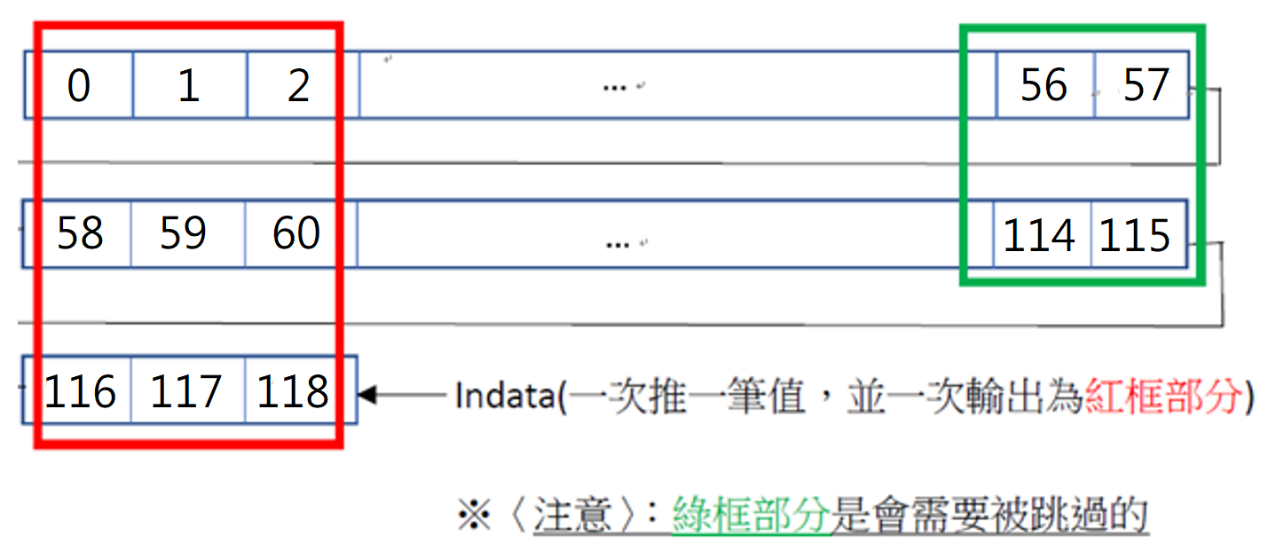 0 1 2 ... 56 57
58 59 60 ... 114 115
116 117 118 Indata(一次推一筆值，並一次輸出為紅框部分)
※〈注意〉：綠框部分是會需要被跳過的